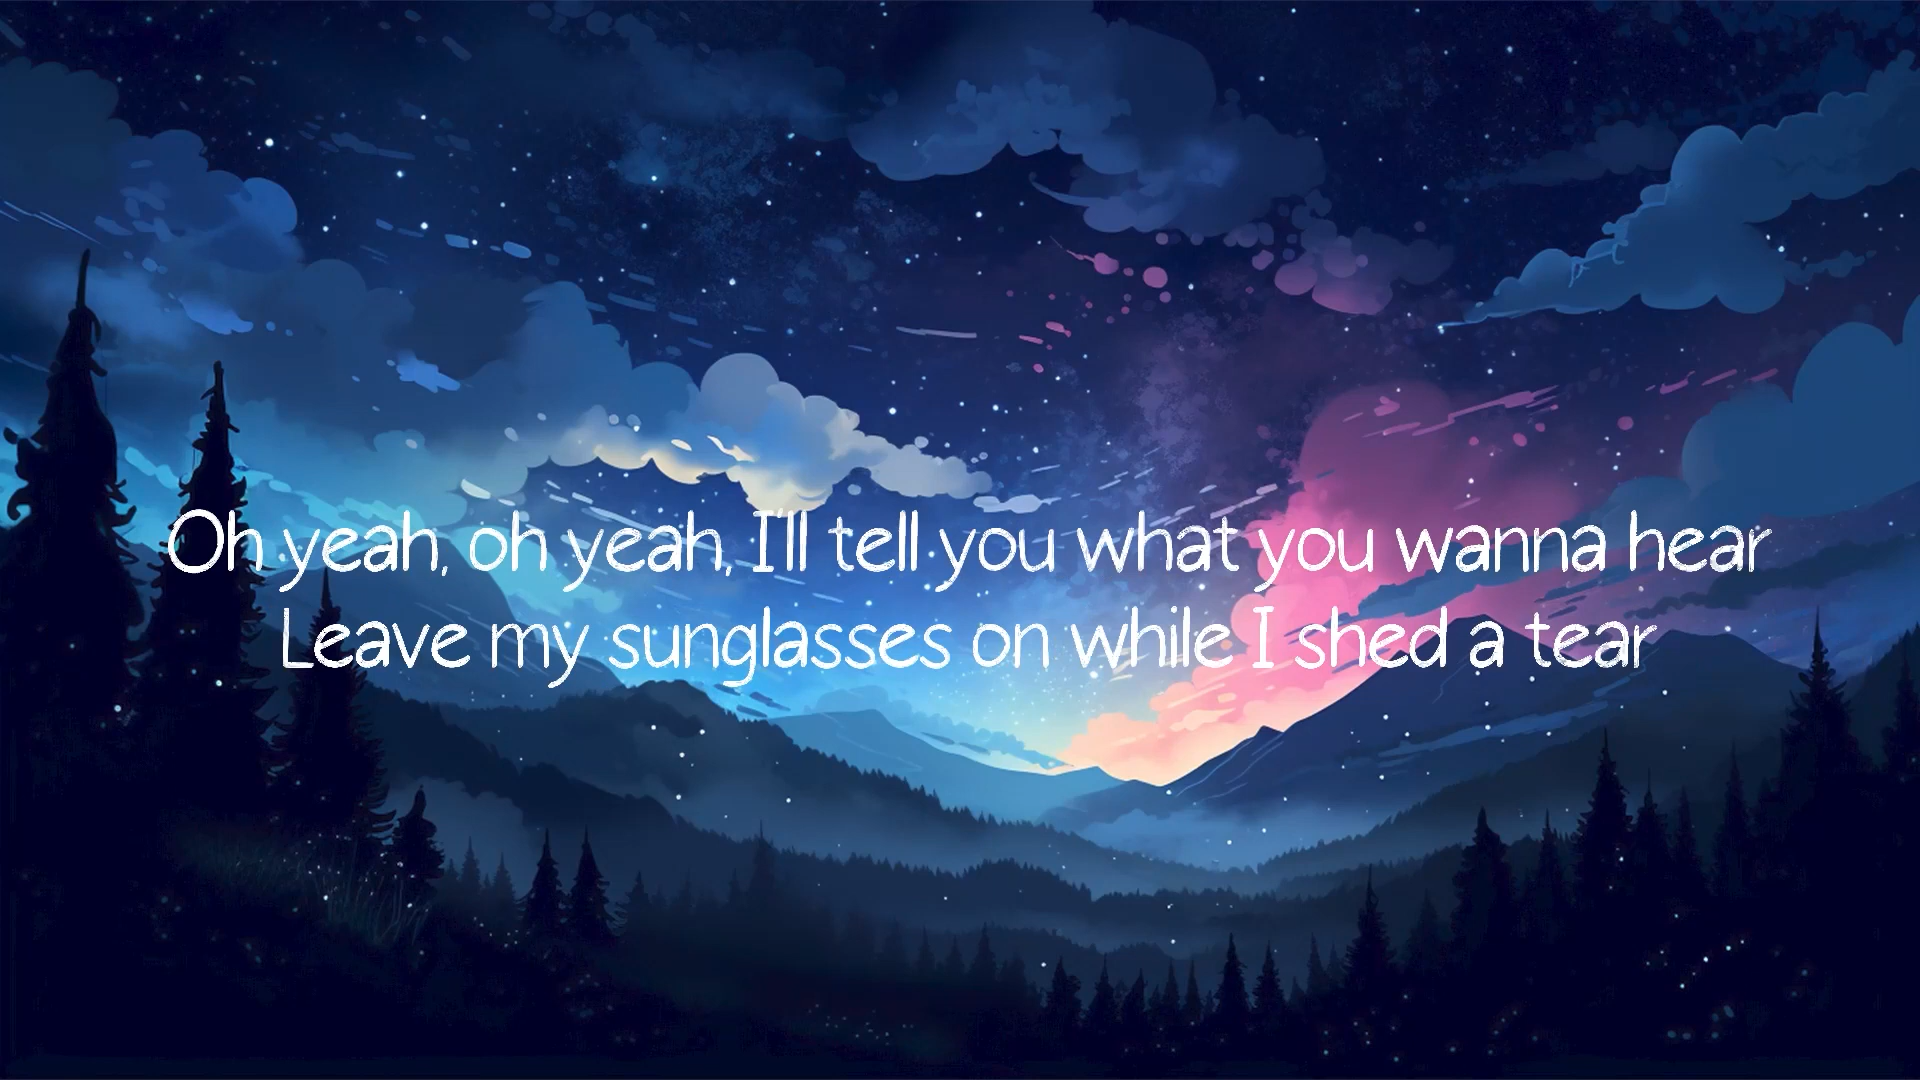 Oh yeah, oh yeah, I'll tell you what you wanna hear
Leave my sunglasses on while I shed a tear